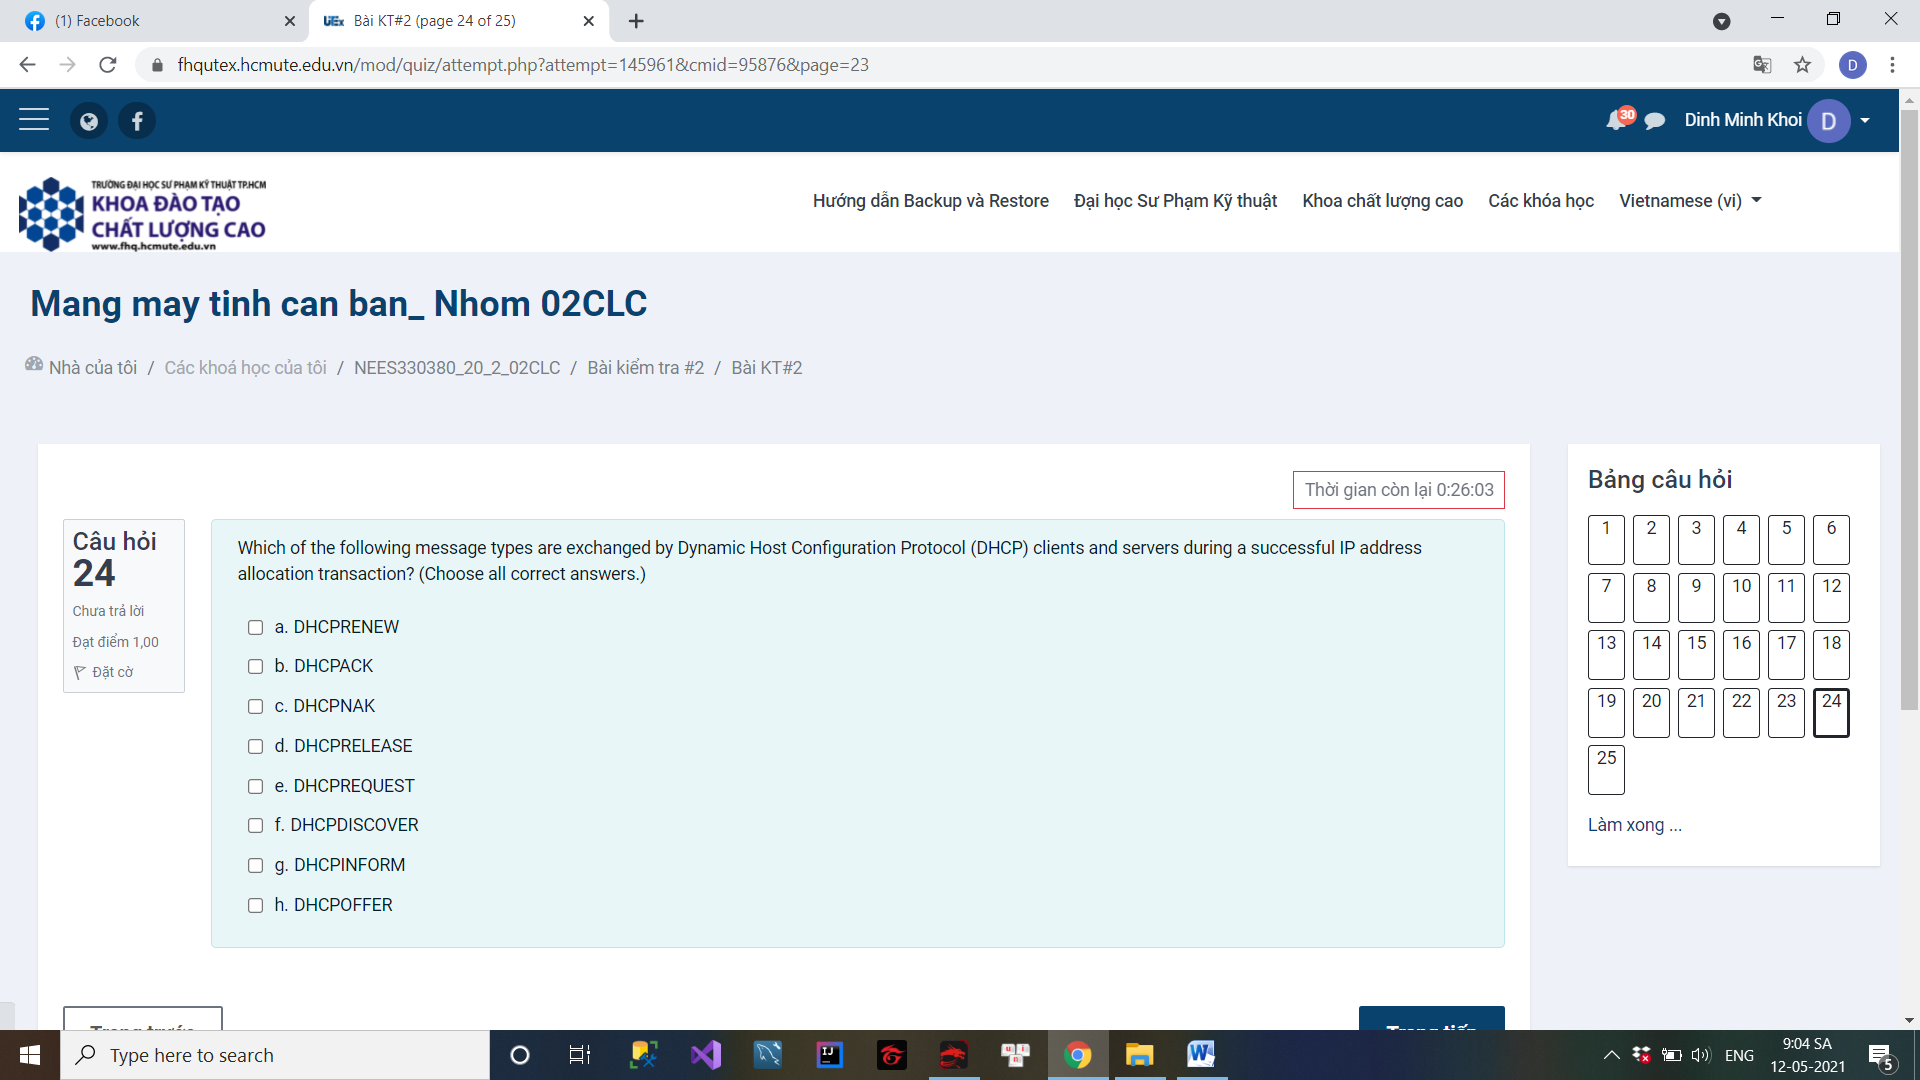 (1) Facebook
UEx Bài KT#2 (page 24 of 25)
fhqutex.hcmute.edu.vn/mod/quiz/attempt.php?attempt=145961&cmid=95876&page=23
D
30
Dinh Minh Khoi D
TRƯỜNG ĐẠI HỌC SƯ PHẠM KỸ THUẬT TP.HCM
KHOA ĐÀO TẠO
CHẤT LƯỢNG CAO
www.fhq.hcmute.edu.vn
Hướng dẫn Backup và Restore Đại học Sư Phạm Kỹ thuật Khoa chất lượng cao Các khóa học Vietnamese (vi)
Mang may tinh can ban_ Nhom 02CLC
Nhà của tôi / Các khoá học của tôi / NEES330380_20_2_02CLC / Bài kiểm tra #2 / Bài KT#2
Thời gian còn lại 0:26:03
Câu hỏi
24
Chưa trả lời
Đạt điểm 1,00
Đặt cờ
Which of the following message types are exchanged by Dynamic Host Configuration Protocol (DHCP) clients and servers during a successful IP address
allocation transaction? (Choose all correct answers.)
a. DHCPRENEW
b. DHCPACK
c. DHCPNAK
d. DHCPRELEASE
e. DHCPREQUEST
f. DHCPDISCOVER
g. DHCPINFORM
h. DHCPOFFER
Trang trước
Trang tiếp
Bảng câu hỏi
1 2 3 4 5 6
7 8 9 10 11 12
13 14 15 16 17 18
19 20 21 22 23 24
25
Làm xong ...
Type here to search
ENG
9:04 SA
12-05-2021
5